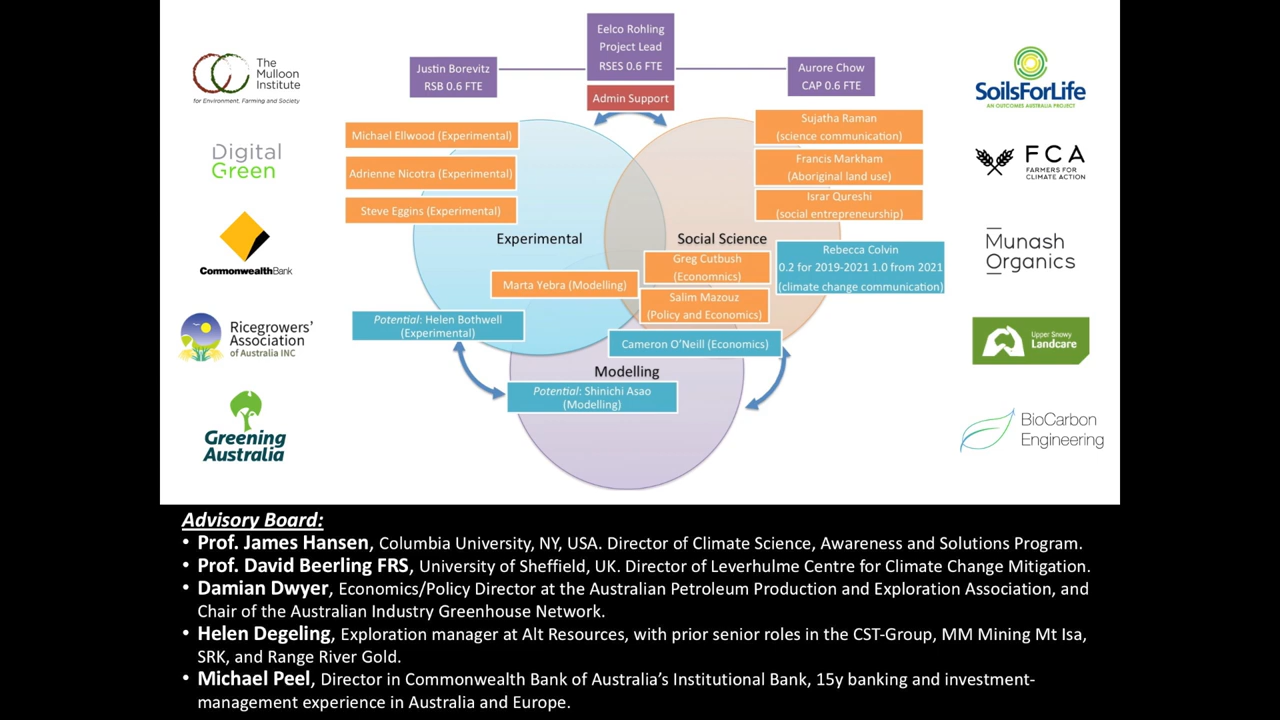 Eelco Rohling
Project Lead
RSES 0.6 FTE
Justin Borevitz
RSB 0.6 FTE
Aurore Chow
CAP 0.6 FTE
Admin Support
The
Mulloon
Institute
for Environment, Farming and Society
Digital
Green
CommonwealthBank
Ricegrowers'
Association
of Australia INC
Greening
Australia
Michael Ellwood (Experimental)
Adrienne Nicotra (Experimental)
Steve Eggins (Experimental)
Sujatha Raman
(science communication)
Francis Markham
(Aboriginal land use)
Israr Qureshi
(social entrepreneurship)
Experimental
Social Science
Greg Cutbush
(Economnics)
Rebecca Colvin
0.2 for 2019-2021 1.0 from 2021
(climate change communication)
Marta Yebra (Modelling)
Salim Mazouz
(Policy and Economics)
Potential: Helen Bothwell
(Experimental)
Cameron O'Neill (Economics)
Modelling
Potential: Shinichi Asao
(Modelling)
SoilsForLife
AN OUTCOMES AUSTRALIA PROJECT
FCA
FARMERS FOR
CLIMATE ACTION
Munash
Organics
Upper Snowy
Landcare
BioCarbon
Engineering
Advisory Board:
• Prof. James Hansen, Columbia University, NY, USA. Director of Climate Science, Awareness and Solutions Program.
• Prof. David Beerling FRS, University of Sheffield, UK. Director of Leverhulme Centre for Climate Change Mitigation.
• Damian Dwyer, Economics/Policy Director at the Australian Petroleum Production and Exploration Association, and
Chair of the Australian Industry Greenhouse Network.
• Helen Degeling, Exploration manager at Alt Resources, with prior senior roles in the CST-Group, MM Mining Mt Isa,
SRK, and Range River Gold.
• Michael Peel, Director in Commonwealth Bank of Australia's Institutional Bank, 15y banking and investment-
management experience in Australia and Europe.